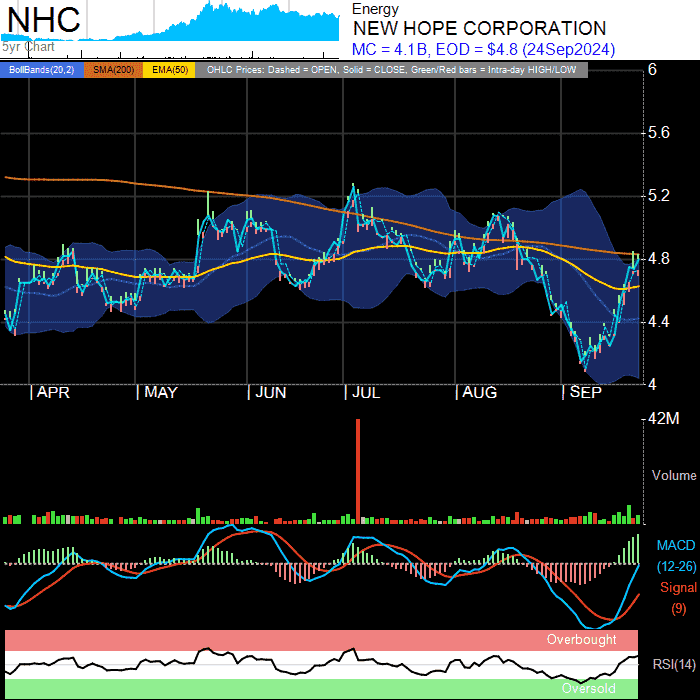 NHC
5yr Chart
Energy
NEW HOPE CORPORATION
MC = 4.1B, EOD = $4.8 (24Sep2024)
BollBands(20,2) SMA(200) EMA(50) OHLC Prices: Dashed = OPEN, Solid = CLOSE, Green/Red bars = Intra-day HIGH/LOW
6
5.6
5.2
4.8
4.4
4
|APR |MAY |JUN |JUL |AUG |SEP
42M
Volume
MACD
(12-26)
Signal
(9)
Overbought
RSI(14)
Oversold